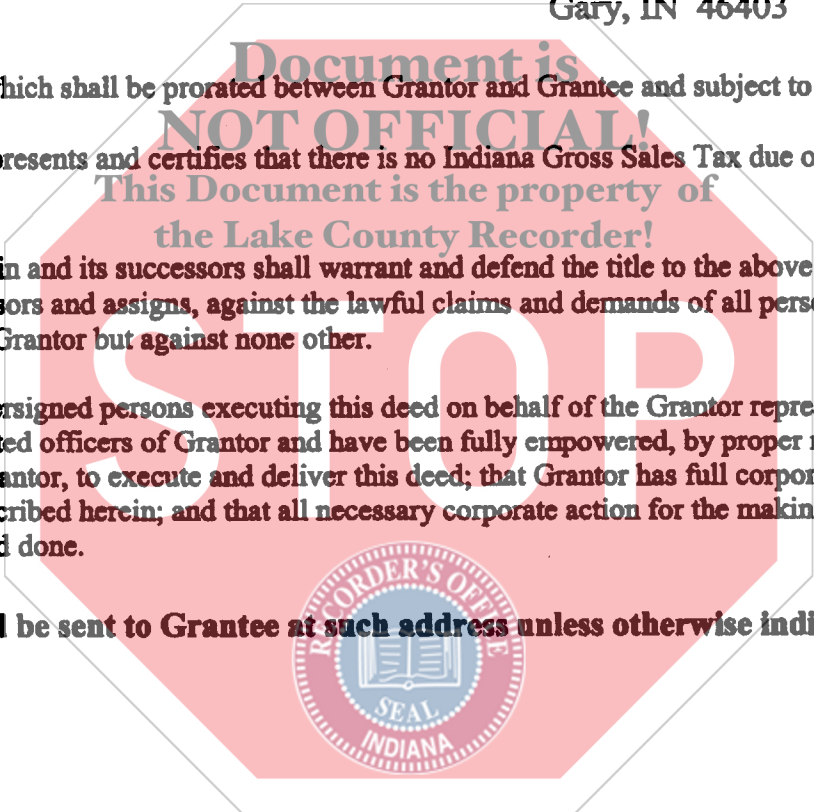 Gary, IN 46403
Document is
hich shall be prorated between Grantor and Grantee and subject to
NOT OFFICIAL!
resents and certifies that there is no Indiana Gross Sales Tax due o
This Document is the property of
the Lake County Recorder!
in and its successors shall warrant and defend the title to the above
sors and assigns, against the lawful claims and demands of all perso
Grantor but against none other.
STOP
rsigned persons executing this deed on behalf of the Grantor repre
ted officers of Grantor and have been fully empowered, by proper
antor, to execute and deliver this deed; that Grantor has full corpor
cribed herein; and that all necessary corporate action for the makin
d done.
RECORDER'S OFFICE
be sent to Grantee at such address unless otherwise indi
SEAL
INDIANA